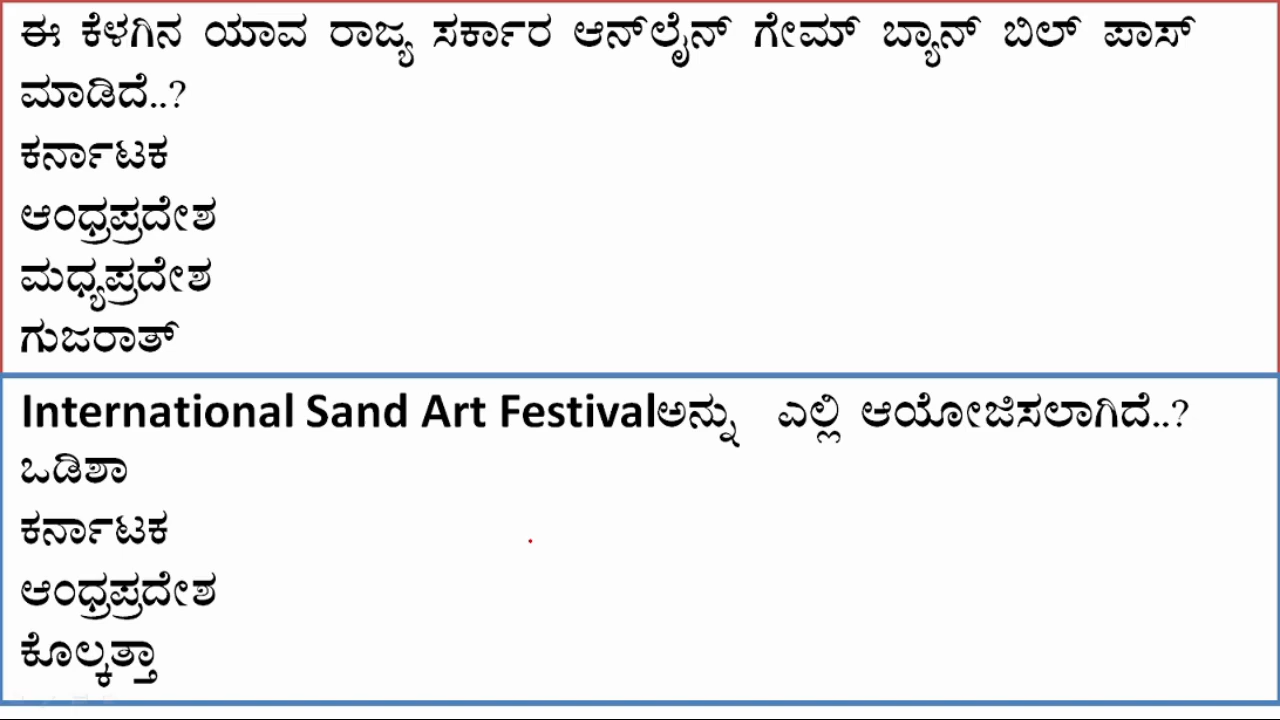 ಈ ಕೆಳಗಿನ ಯಾವ ರಾಜ್ಯ ಸರ್ಕಾರ ಆನ್‌ಲೈನ್ ಗೇಮ್ ಬ್ಯಾನ್ ಬಿಲ್ ಪಾಸ್
ಮಾಡಿದೆ..?
ಕರ್ನಾಟಕ
ಆಂಧ್ರಪ್ರದೇಶ
ಮಧ್ಯಪ್ರದೇಶ
ಗುಜರಾತ್
International Sand Art Festivalಅನ್ನು ಎಲ್ಲಿ ಆಯೋಜಿಸಲಾಗಿದೆ..?
ಒಡಿಶಾ
ಕರ್ನಾಟಕ
ಆಂಧ್ರಪ್ರದೇಶ
ಕೊಲ್ಕತ್ತಾ